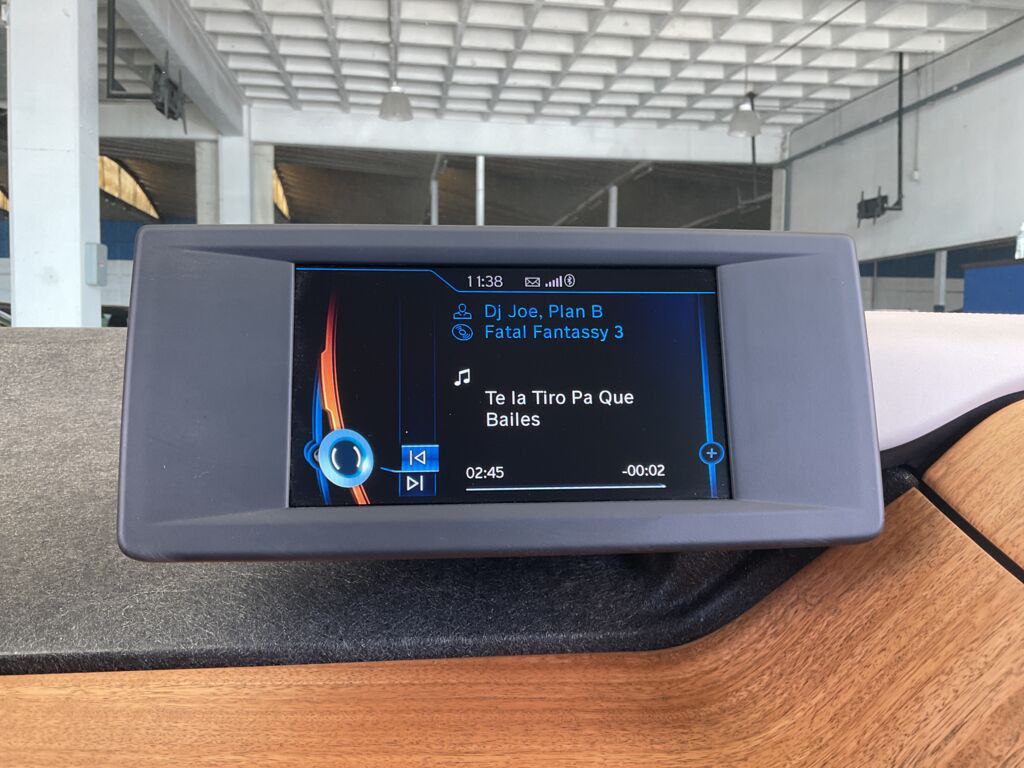 11:38
Dj Joe, Plan B
Fatal Fantassy 3
Te la Tiro Pa Que
Bailes
02:45 -00:02